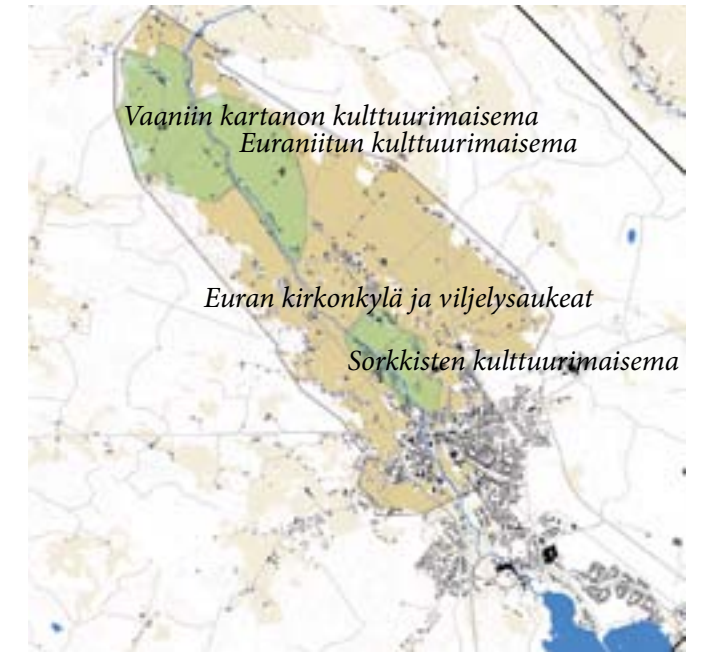 Vaaniin kartanon kulttuurimaisema
Euraniitun kulttuurimaisema
Euran kirkonkylä ja viljelysaukeat
Sorkkisten kulttuurimaisema